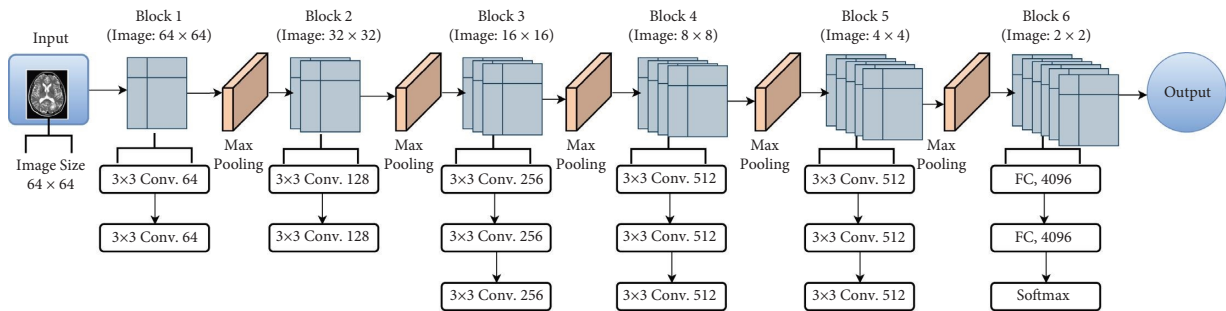 Input
Image Size
64 × 64
Block 1
(Image: 64 × 64)
3×3 Conv. 64
3×3 Conv. 64
Max
Pooling
Block 2
(Image: 32 × 32)
3×3 Conv. 128
3×3 Conv. 128
Max
Pooling
Block 3
(Image: 16 × 16)
3×3 Conv. 256
3×3 Conv. 256
3×3 Conv. 256
Max
Pooling
Block 4
(Image: 8 × 8)
3×3 Conv. 512
3×3 Conv. 512
3×3 Conv. 512
Max
Pooling
Block 5
(Image: 4 × 4)
3×3 Conv. 512
3×3 Conv. 512
3×3 Conv. 512
Max
Pooling
Block 6
(Image: 2 × 2)
FC, 4096
FC, 4096
Softmax
Output